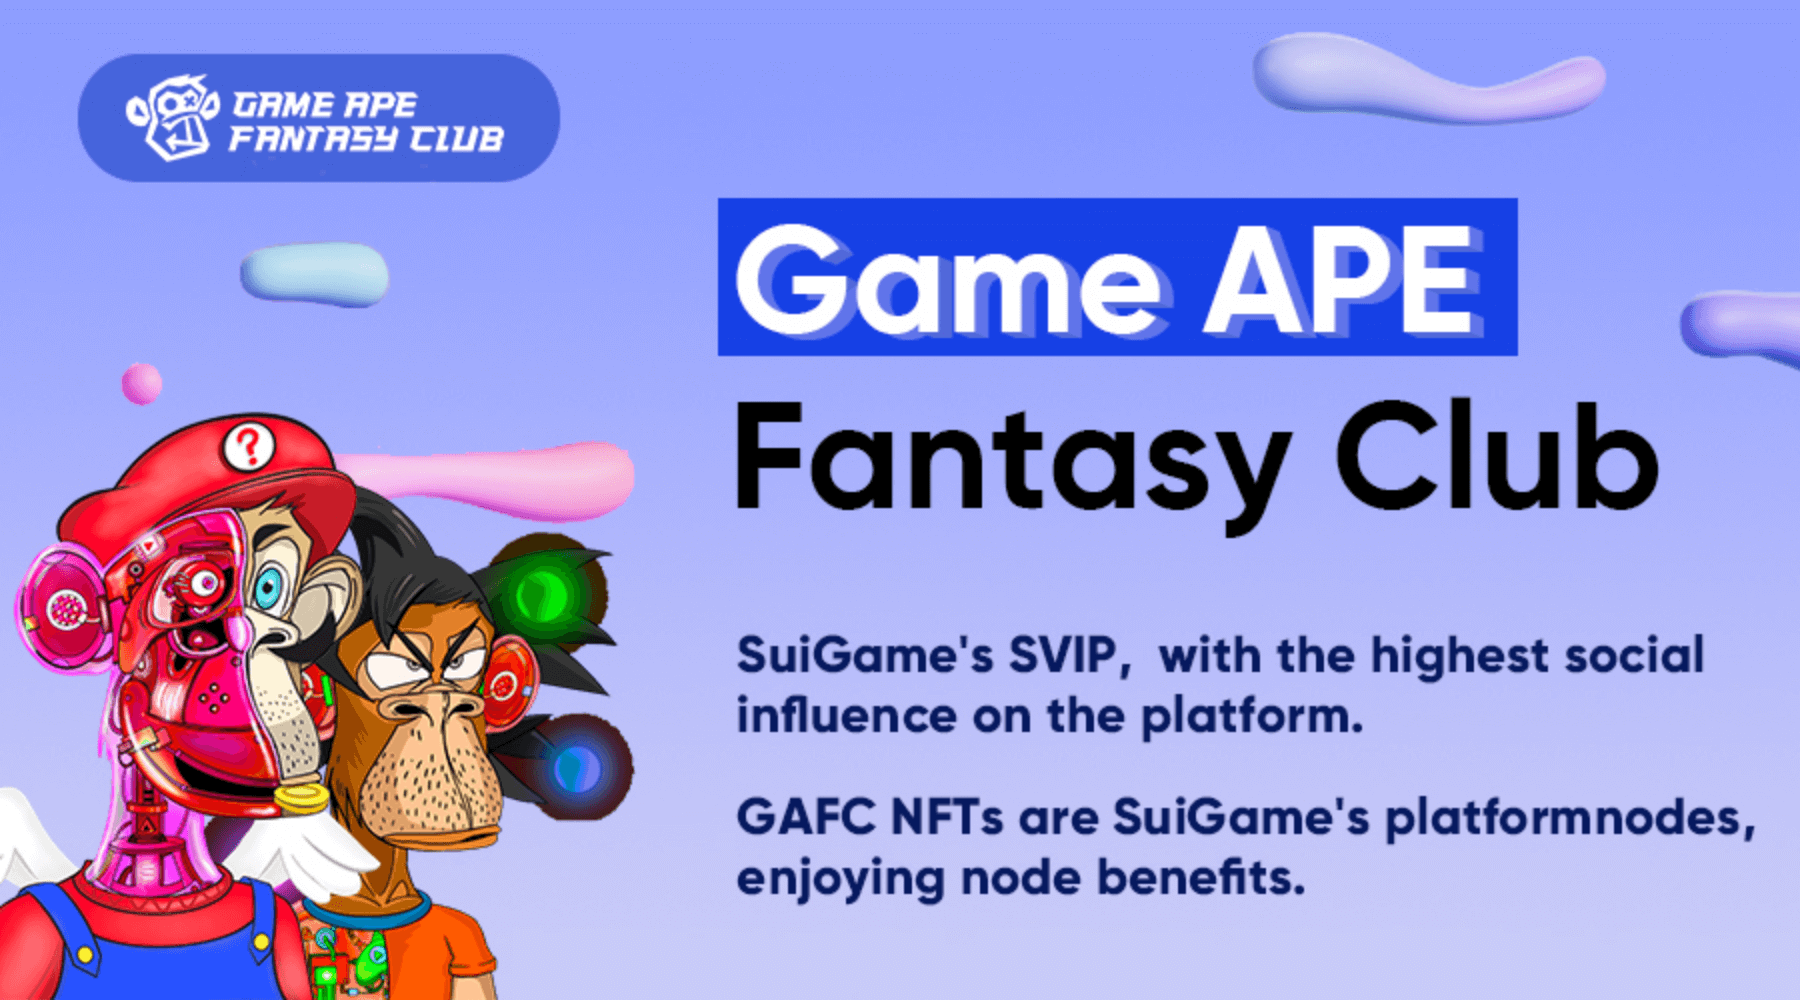 GAME APE
FANTASY CLUB
Game APE
Fantasy Club
?
SuiGame's SVIP, with the highest social
influence on the platform.
GAFC NFTs are SuiGame's platformnodes,
enjoying node benefits.